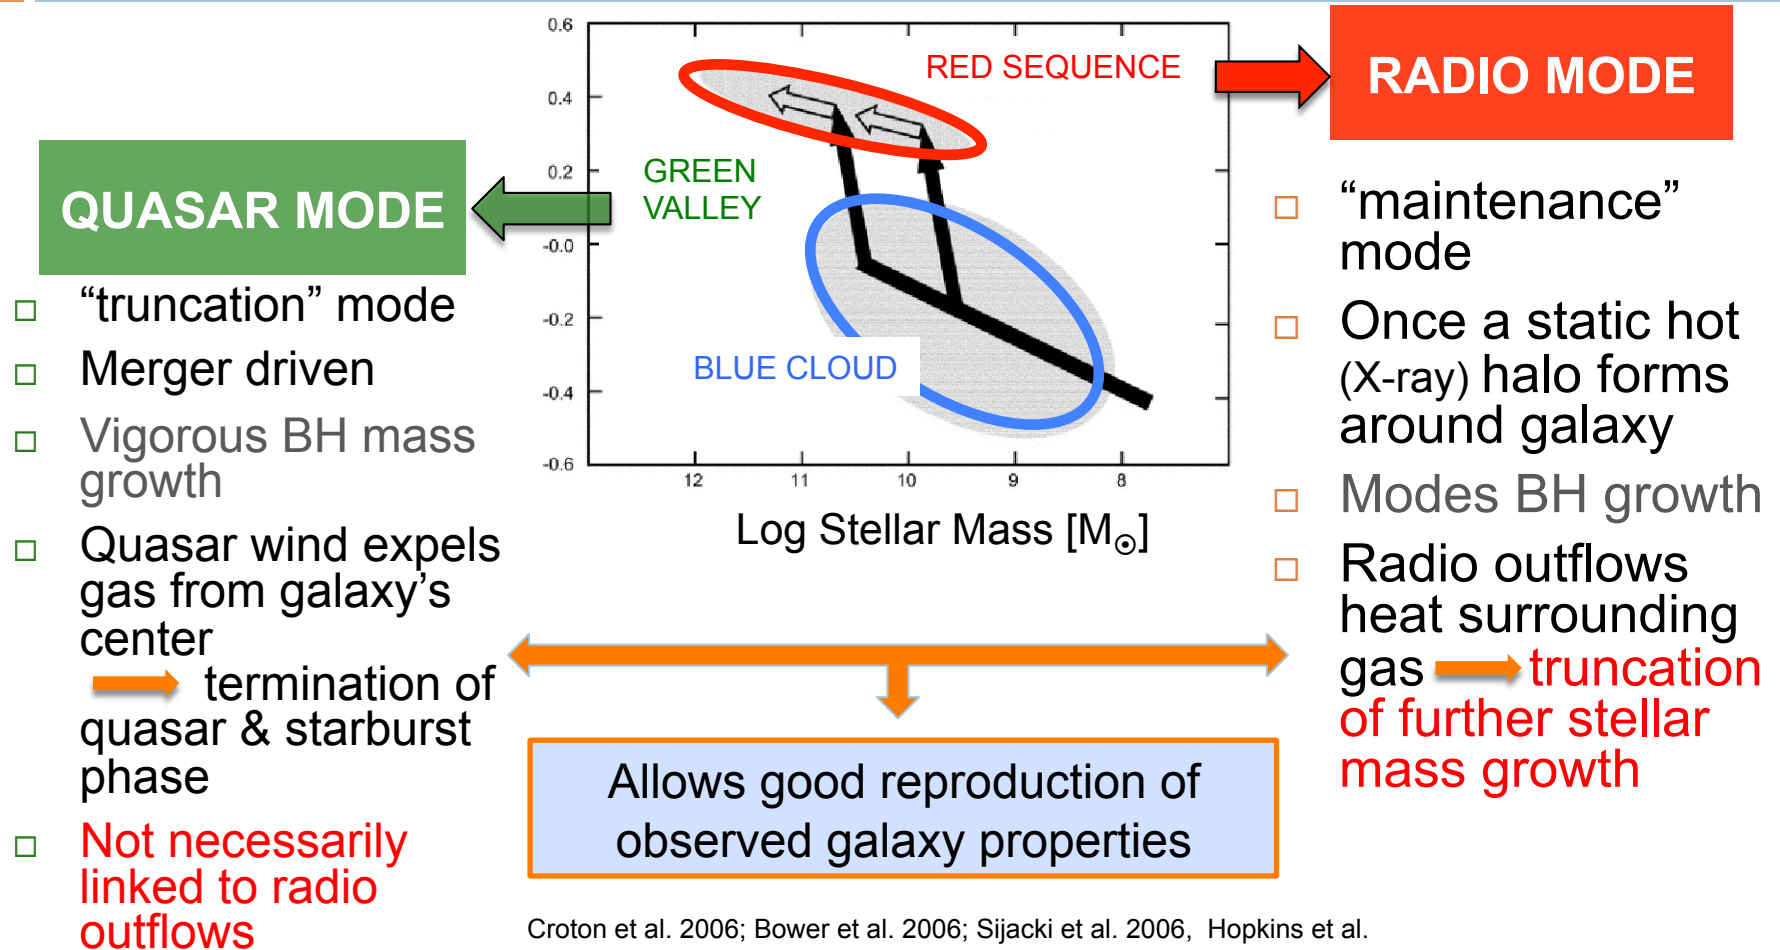 QUASAR MODE
“truncation” mode
Merger driven
Vigorous BH mass
growth
Quasar wind expels
gas from galaxy’s
center
termination of
quasar & starburst
phase
Not necessarily
linked to radio
outflows
0.6
0.4
0.2
-0.0
-0.2
-0.4
-0.6
RED SEQUENCE
GREEN
VALLEY
BLUE CLOUD
12 11 10 9 8
Log Stellar Mass [M☉]
RADIO MODE
“maintenance”
mode
Once a static hot
(X-ray) halo forms
around galaxy
Modes BH growth
Radio outflows
heat surrounding
gas truncation
of further stellar
mass growth
Allows good reproduction of
observed galaxy properties
Croton et al. 2006; Bower et al. 2006; Sijacki et al. 2006, Hopkins et al.